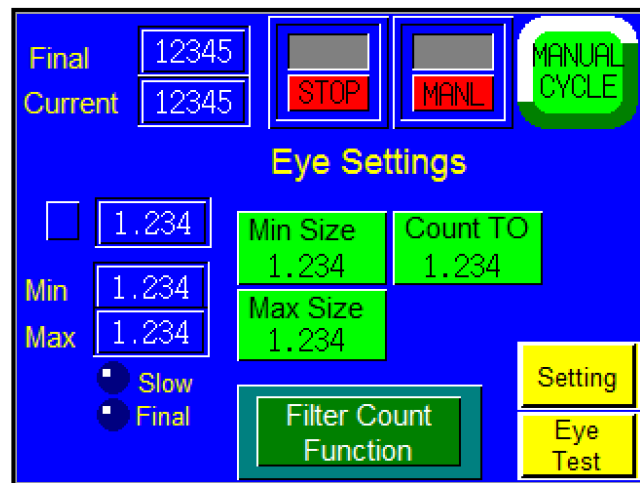 Final 12345
Current 12345
STOP
MANL
MANUAL
CYCLE
Eye Settings
1.234
Min Size
1.234
Count TO
1.234
Min 1.234
Max 1.234
Max Size
1.234
Slow
Final
Filter Count
Function
Setting
Eye
Test